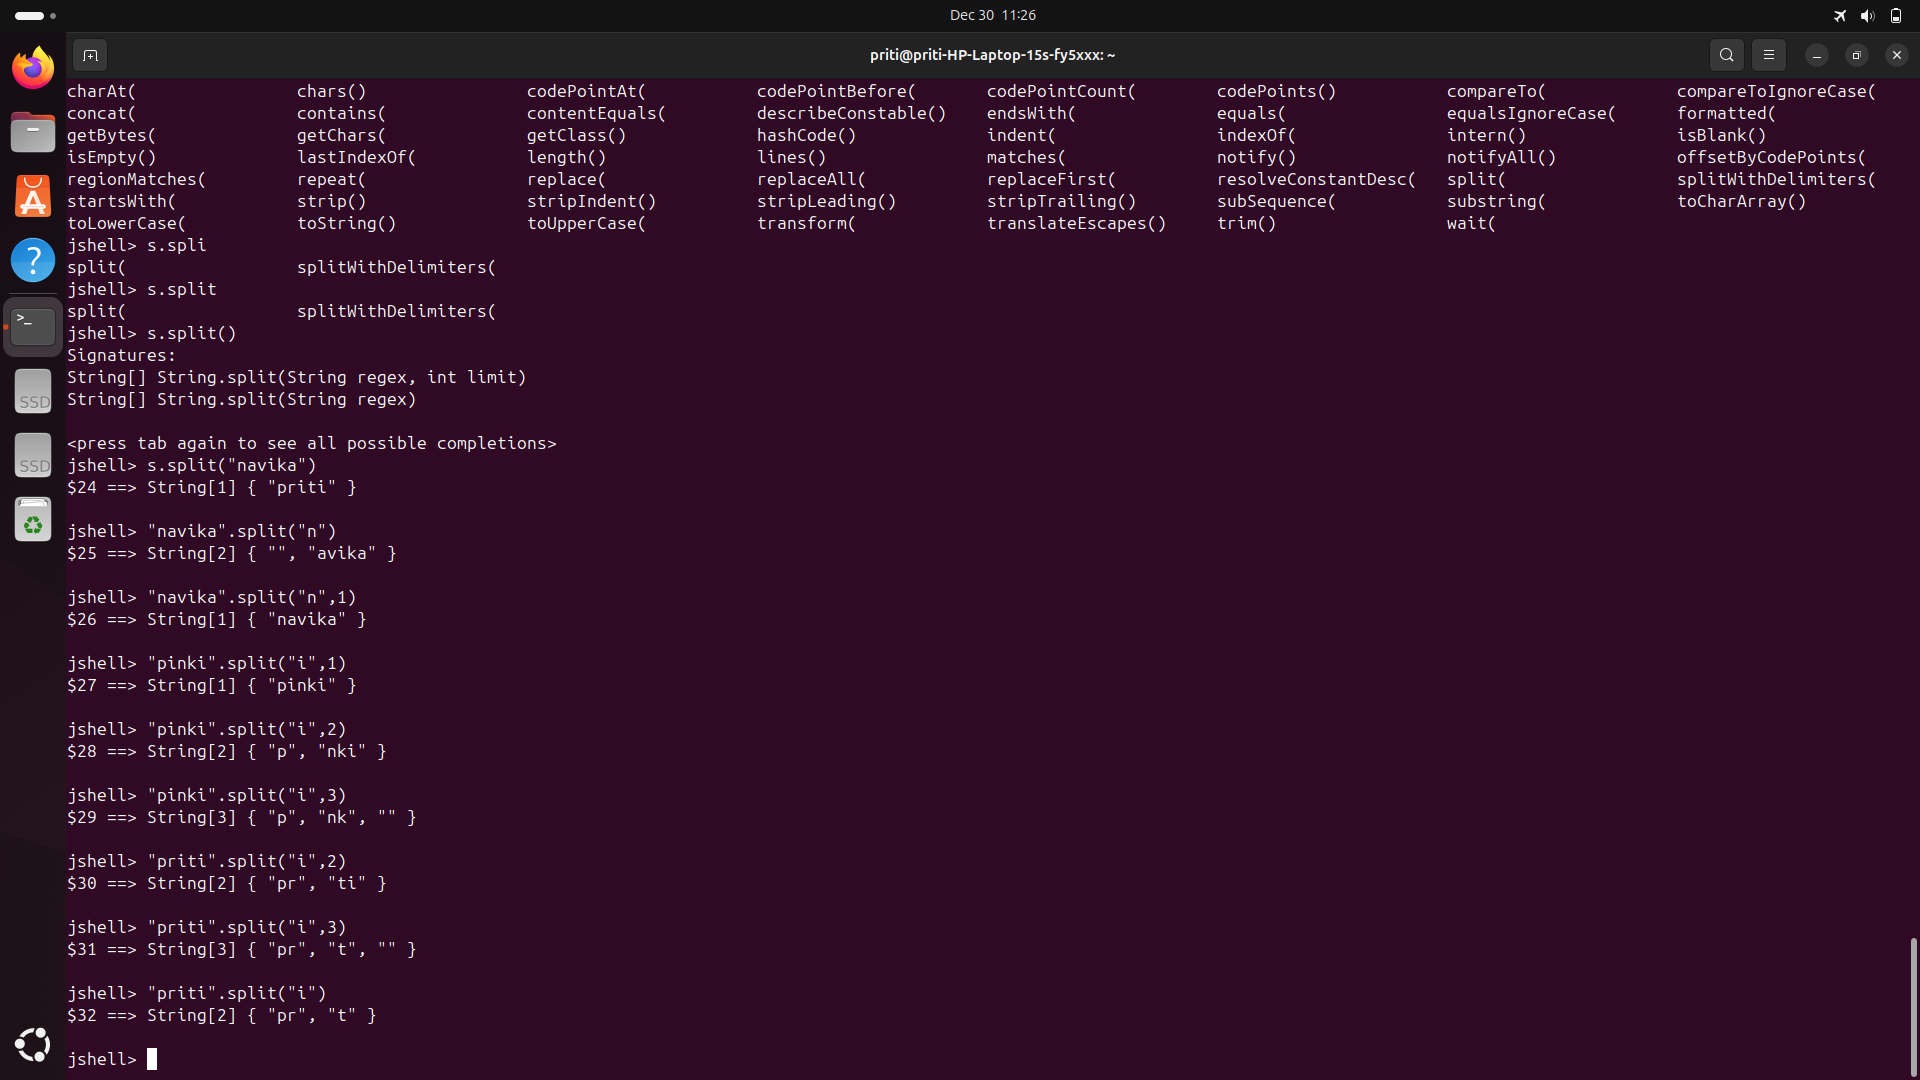 Dec 30 11:26
priti@priti-HP-Laptop-15s-fy5xxx: ~
charAt( chars() codePointAt( codePointBefore( codePointCount( codePoints() compareTo( compareToIgnoreCase(
concat( contains( contentEquals( describeConstable() endsWith( equals( equalsIgnoreCase( formatted(
getBytes( getChars( getClass() hashCode() indent( indexOf( intern() isBlank()
isEmpty() lastIndexOf( length() lines() matches( notify() notifyAll() offsetByCodePoints(
regionMatches( repeat( replace( replaceAll( replaceFirst( resolveConstantDesc( split( splitWithDelimiters(
startsWith( strip() stripIndent() stripLeading() stripTrailing() subSequence( substring( toCharArray()
toLowerCase( toString() toUpperCase( transform( translateEscapes() trim() wait(
jshell> s.spli
split( splitWithDelimiters(
jshell> s.split
split( splitWithDelimiters(
jshell> s.split()
Signatures:
String[] String.split(String regex, int limit)
String[] String.split(String regex)
<press tab again to see all possible completions>
jshell> s.split("navika")
$24 ==> String[1] { "priti" }
jshell> "navika".split("n")
$25 ==> String[2] { "", "avika" }
jshell> "navika".split("n",1)
$26 ==> String[1] { "navika" }
jshell> "pinki".split("i",1)
$27 ==> String[1] { "pinki" }
jshell> "pinki".split("i",2)
$28 ==> String[2] { "p", "nki" }
jshell> "pinki".split("i",3)
$29 ==> String[3] { "p", "nk", "" }
jshell> "priti".split("i",2)
$30 ==> String[2] { "pr", "ti" }
jshell> "priti".split("i",3)
$31 ==> String[3] { "pr", "t", "" }
jshell> "priti".split("i")
$32 ==> String[2] { "pr", "t" }
jshell>
?
>_
SSD
SSD